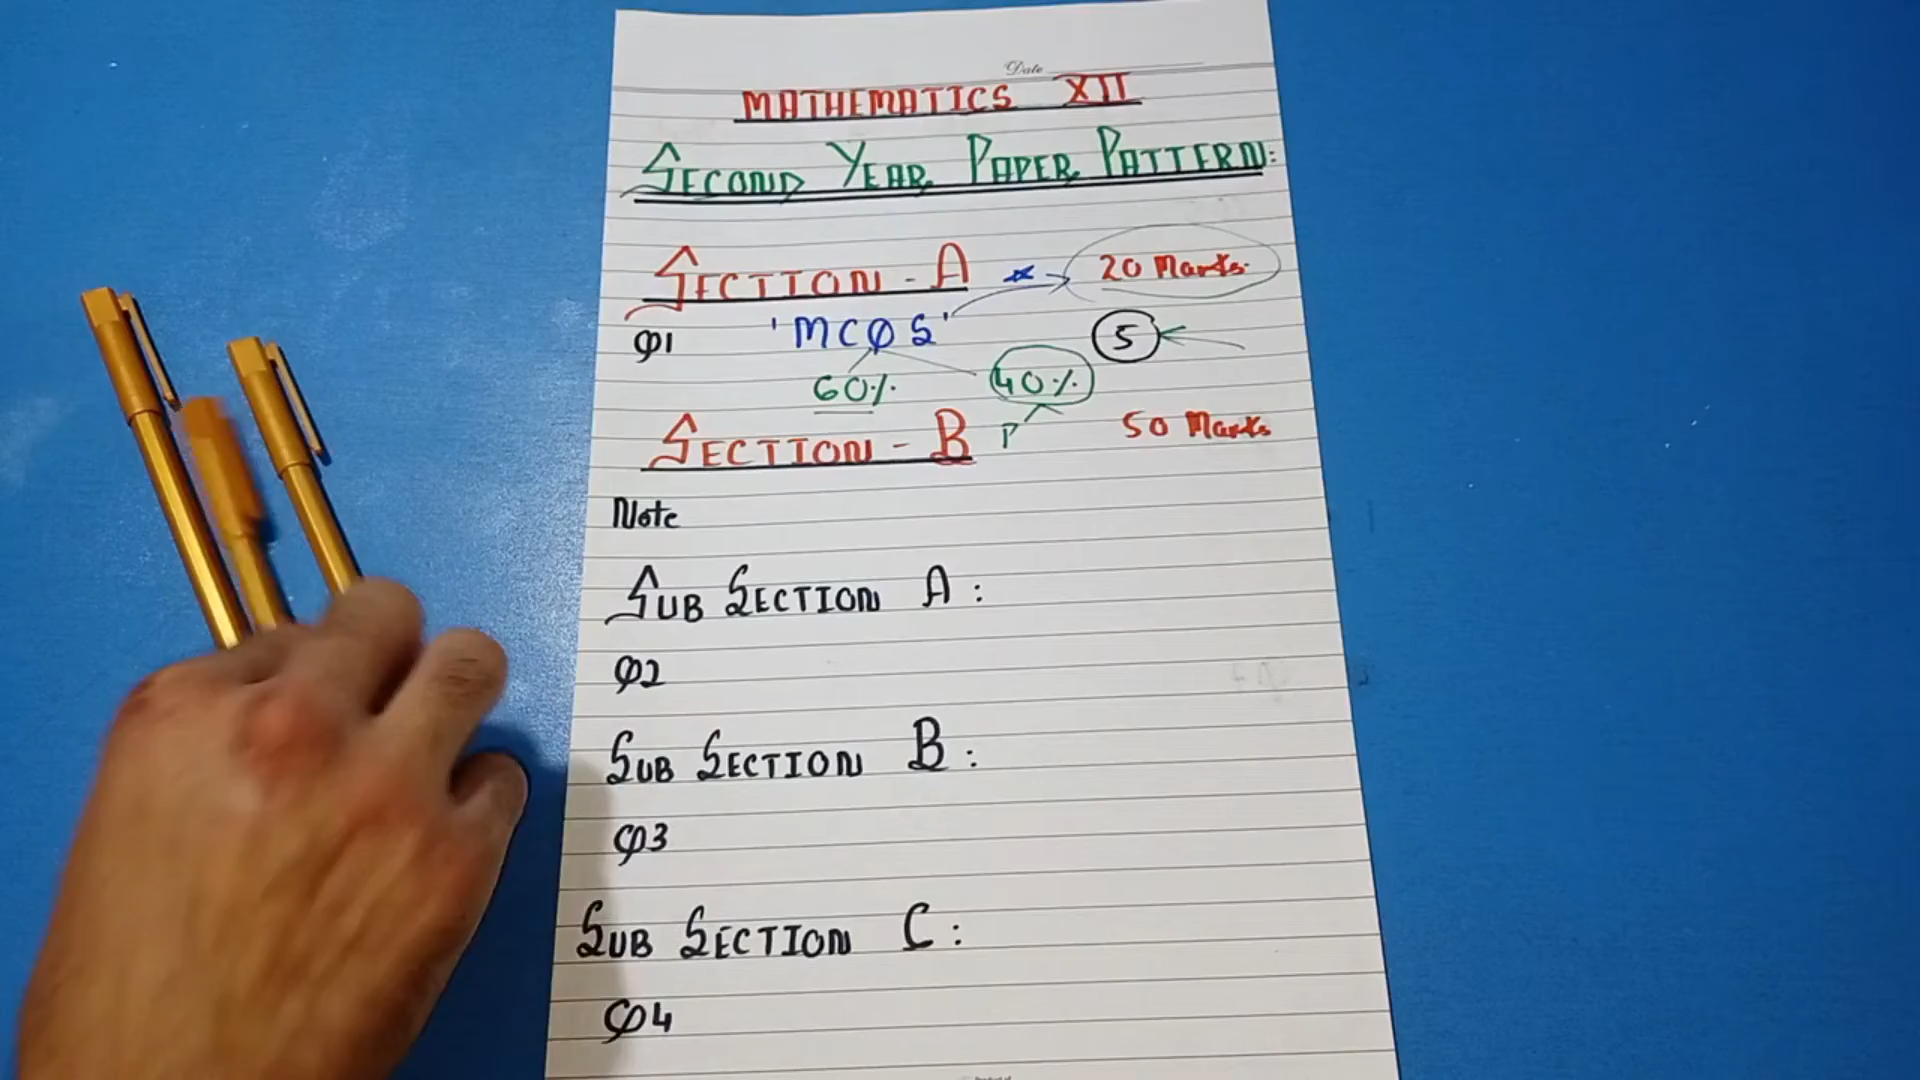 Date
MATHEMATICS XII
SECOND YEAR PAPER PATTERN:
SECTION - A 20 Marks
Q1 'MCQS' 5
60% 40%
SECTION - B P 50 Marks
Note
SUB SECTION A:
Q2
SUB SECTION B:
Q3
SUB SECTION C:
Q4